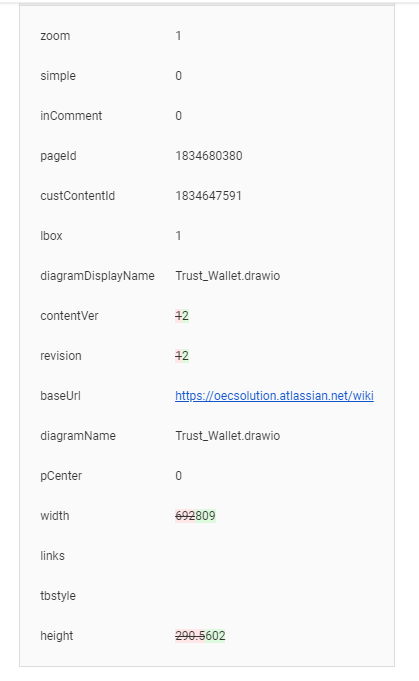 zoom 1
simple 0
inComment 0
pageId 1834680380
custContentId 1834647591
lbox 1
diagramDisplayName Trust_Wallet.drawio
contentVer 12
revision 12
baseUrl https://oecsolution.atlassian.net/wiki
diagramName Trust_Wallet.drawio
pCenter 0
width 692809
links
tbstyle
height 290.5602